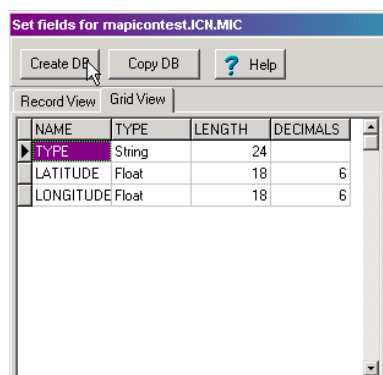 Set fields for mapicontest.ICN.MIC
Create DB Copy DB ? Help
Record View Grid View
NAME TYPE LENGTH DECIMALS
TYPE String 24
LATITUDE Float 18 6
LONGITUDE Float 18 6